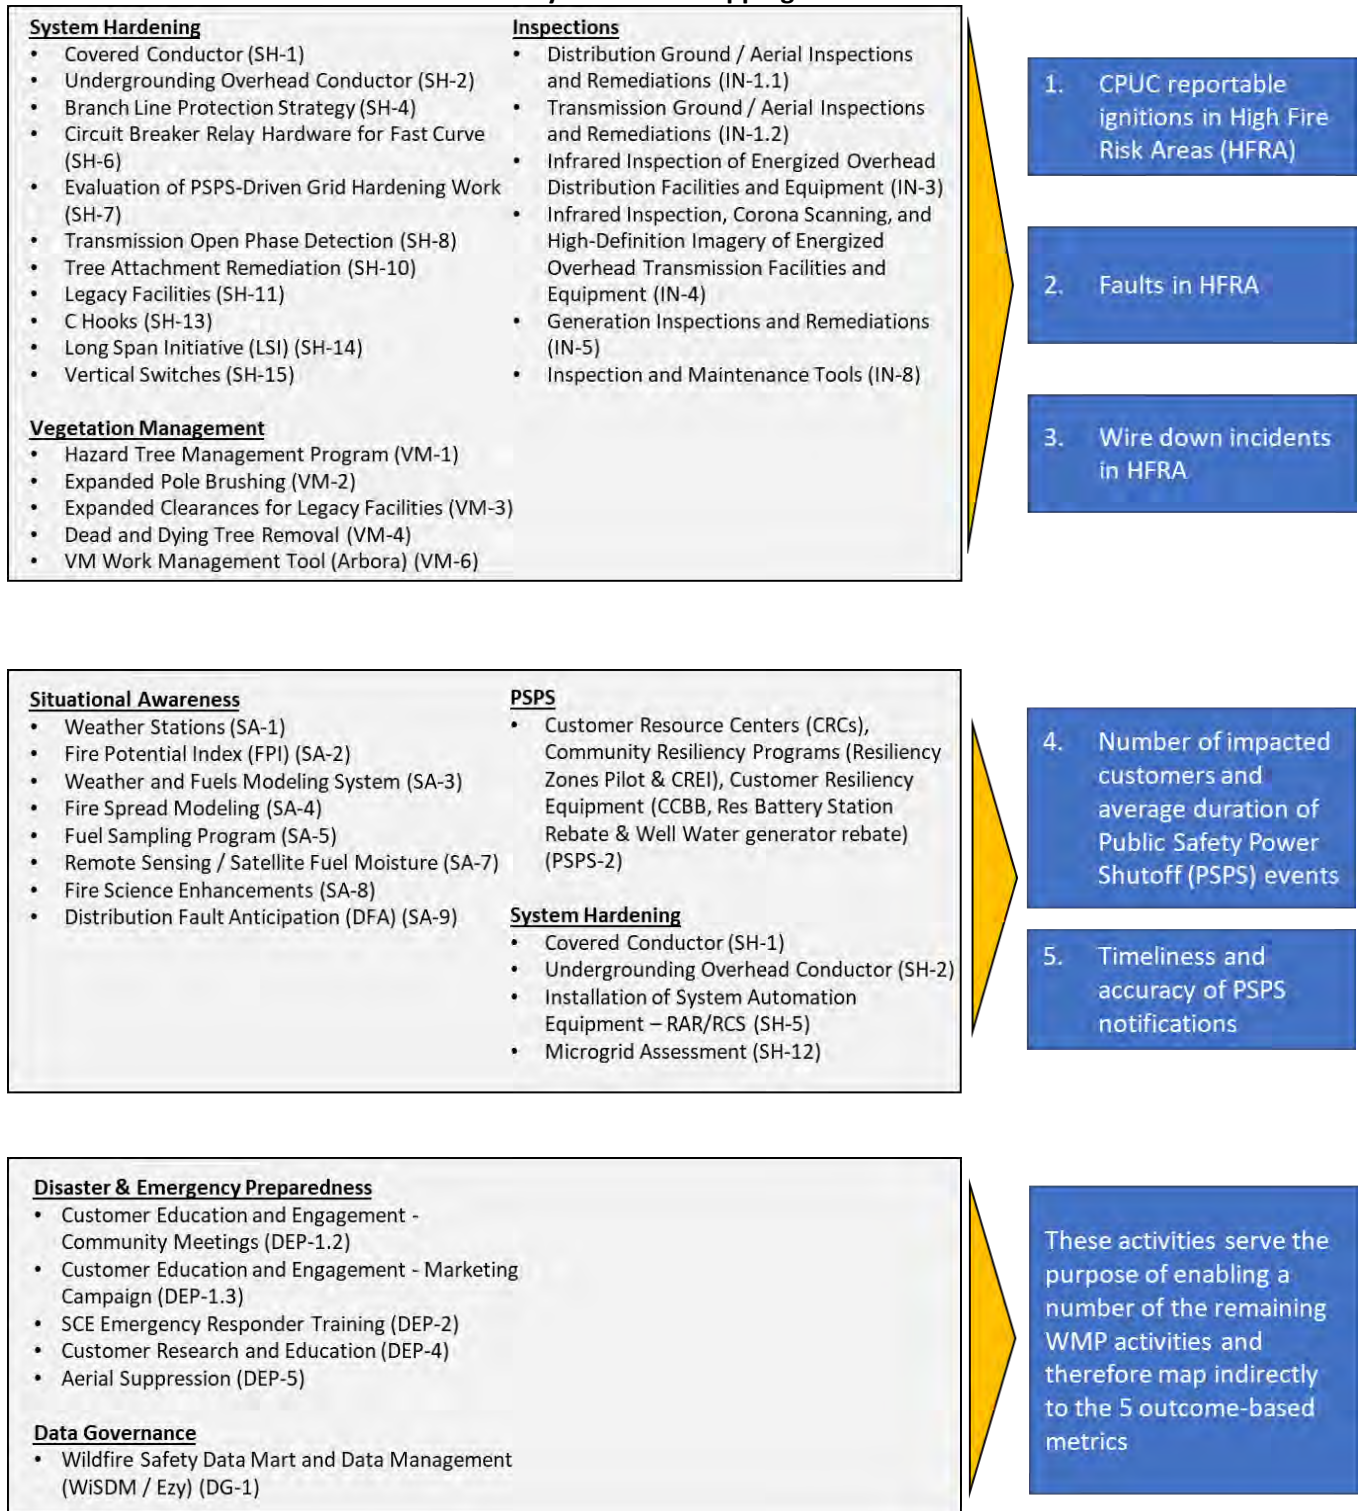 System Hardening
• Covered Conductor (SH-1)
• Undergrounding Overhead Conductor (SH-2)
• Branch Line Protection Strategy (SH-4)
• Circuit Breaker Relay Hardware for Fast Curve
(SH-6)
• Evaluation of PSPS-Driven Grid Hardening Work
(SH-7)
• Transmission Open Phase Detection (SH-8)
• Tree Attachment Remediation (SH-10)
• Legacy Facilities (SH-11)
• C Hooks (SH-13)
• Long Span Initiative (LSI) (SH-14)
• Vertical Switches (SH-15)
Vegetation Management
• Hazard Tree Management Program (VM-1)
• Expanded Pole Brushing (VM-2)
• Expanded Clearances for Legacy Facilities (VM-3)
• Dead and Dying Tree Removal (VM-4)
• VM Work Management Tool (Arbora) (VM-6)
Inspections
• Distribution Ground / Aerial Inspections
and Remediations (IN-1.1)
• Transmission Ground / Aerial Inspections
and Remediations (IN-1.2)
• Infrared Inspection of Energized Overhead
Distribution Facilities and Equipment (IN-3)
• Infrared Inspection, Corona Scanning, and
High-Definition Imagery of Energized
Overhead Transmission Facilities and
Equipment (IN-4)
• Generation Inspections and Remediations
(IN-5)
• Inspection and Maintenance Tools (IN-8)
1. CPUC reportable
ignitions in High Fire
Risk Areas (HFRA)
2. Faults in HFRA
3. Wire down incidents
in HFRA
Situational Awareness
• Weather Stations (SA-1)
• Fire Potential Index (FPI) (SA-2)
• Weather and Fuels Modeling System (SA-3)
• Fire Spread Modeling (SA-4)
• Fuel Sampling Program (SA-5)
• Remote Sensing / Satellite Fuel Moisture (SA-7)
• Fire Science Enhancements (SA-8)
• Distribution Fault Anticipation (DFA) (SA-9)
PSPS
• Customer Resource Centers (CRCs),
Community Resiliency Programs (Resiliency
Zones Pilot & CREI), Customer Resiliency
Equipment (CCBB, Res Battery Station
Rebate & Well Water generator rebate)
(PSPS-2)
System Hardening
• Covered Conductor (SH-1)
• Undergrounding Overhead Conductor (SH-2)
• Installation of System Automation
Equipment – RAR/RCS (SH-5)
• Microgrid Assessment (SH-12)
4. Number of impacted
customers and
average duration of
Public Safety Power
Shutoff (PSPS) events
5. Timeliness and
accuracy of PSPS
notifications
Disaster & Emergency Preparedness
• Customer Education and Engagement -
Community Meetings (DEP-1.2)
• Customer Education and Engagement - Marketing
Campaign (DEP-1.3)
• SCE Emergency Responder Training (DEP-2)
• Customer Research and Education (DEP-4)
• Aerial Suppression (DEP-5)
Data Governance
• Wildfire Safety Data Mart and Data Management
(WiSDM / Ezy) (DG-1)
These activities serve the
purpose of enabling a
number of the remaining
WMP activities and
therefore map indirectly
to the 5 outcome-based
metrics